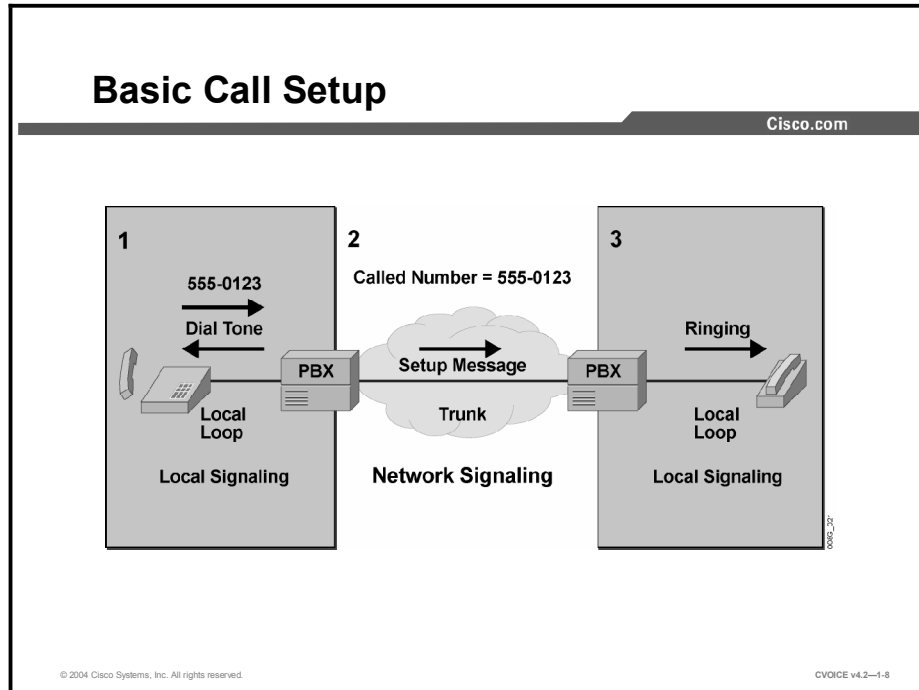 Basic Call Setup
Cisco.com
1
555-0123
Dial Tone
PBX
Local
Loop
Local Signaling
2
Called Number = 555-0123
Setup Message
Trunk
Network Signaling
3
Ringing
PBX
Local
Loop
Local Signaling
© 2004 Cisco Systems, Inc. All rights reserved.
CVOICE v4.2—1-8